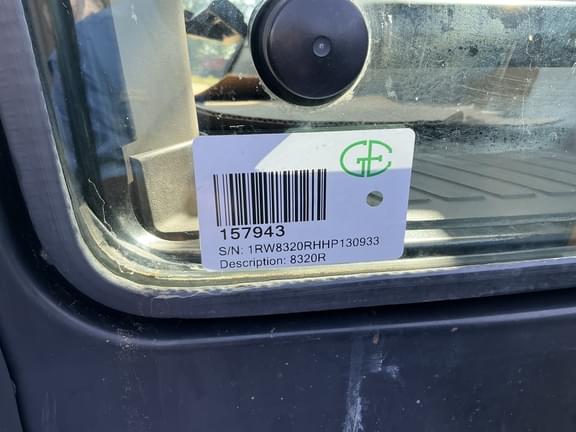 GE
157943
S/N: 1RW8320RHHP130933
Description: 8320R